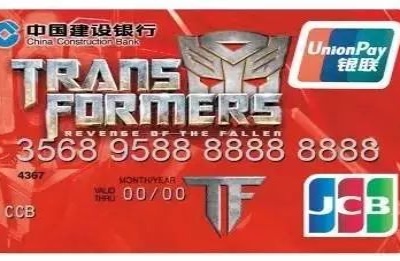 中国建设银行
China Construction Bank
UnionPay
银联
TRANS
FORMERS
REVENGE OF THE FALLEN
3568 9588 8888 8888
4367
MONTH/YEAR
VALID
THRU
00/00
TF
CCB
JCB